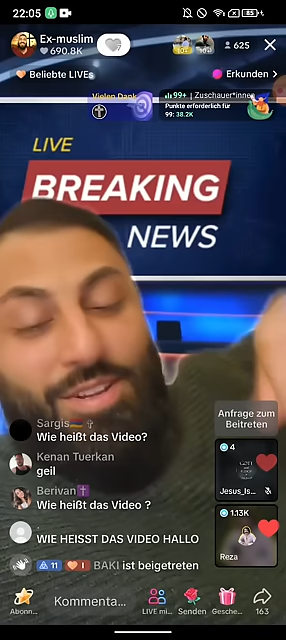 22:05
85
Ex-muslim
690.8K
625
Beliebte LIVEs
Erkunden
Vielen Dank
99+ | Zuschauer*innen
Punkte erforderlich für
99: 38.2K
LIVE
BREAKING
NEWS
Anfrage zum
Beitreten
Sargis
Wie heißt das Video?
4
Kenan Tuerkan
geil
Jesus_Is...
Berivan
Wie heißt das Video ?
1.13K
.
WIE HEISST DAS VIDEO HALLO
Reza
11
1
BAKI ist beigetreten
Abonn...
Kommenta...
LIVE mi...
Senden
Gesche...
163